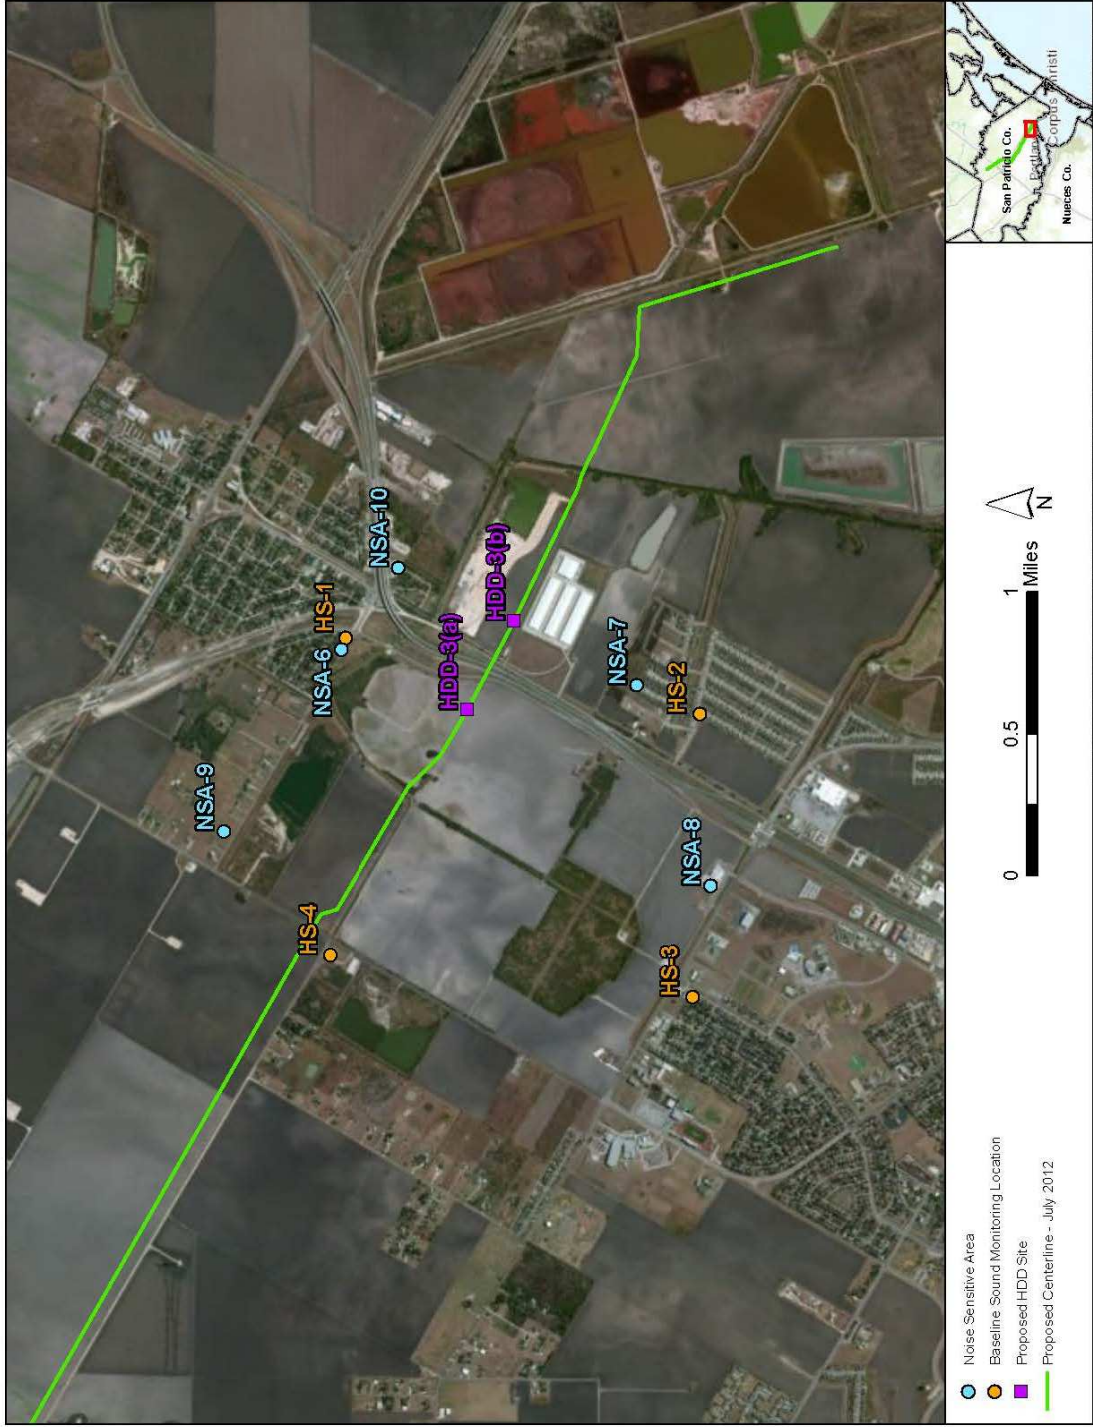 NSA-9
NSA-6
HS-1
NSA-10
HS-4
HDD-3(a)
HDD-3(b)
NSA-7
HS-2
NSA-8
HS-3
Noise Sensitive Area
Baseline Sound Monitoring Location
Proposed HDD Site
Proposed Centerline - July 2012
0
0.5
1
Miles
N
San Patricio Co.
Nueces Co.
Corpus Christi